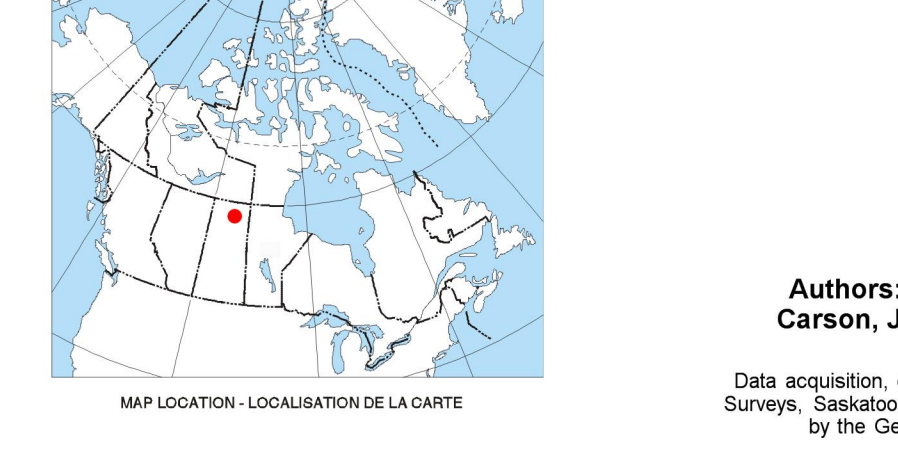 MAP LOCATION - LOCALISATION DE LA CARTE
Authors:
Carson, J
Data acquisition,
Surveys, Saskatoo
by the Ge